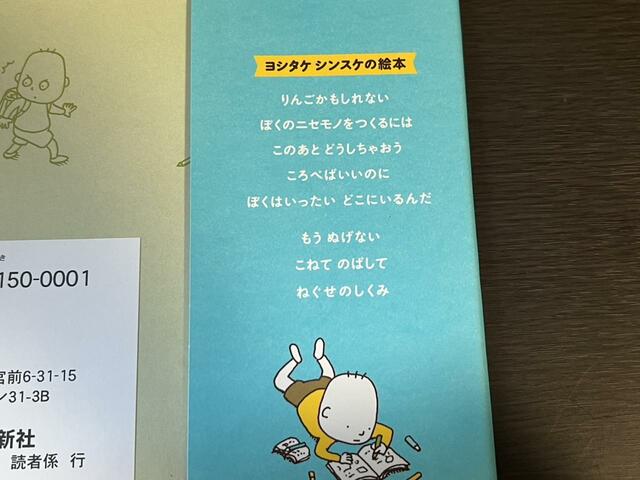 ヨシタケ シンスケの絵本
りんごかもしれない
ぼくのニセモノをつくるには
このあと どうしちゃおう
ころべばいいのに
ぼくはいったい どこにいるんだ
もう ぬげない
こねて のばして
ねぐせのしくみ
き
150-0001
宮前6-31-15
ン31-3B
新社
読者係 行